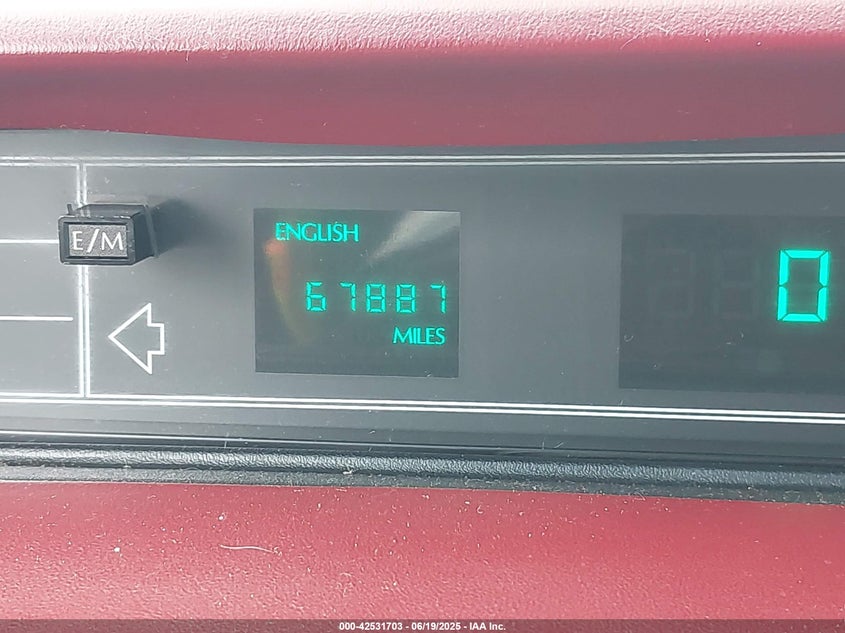 ENGLISH
E/M
67887
0
MILES
000-42531703 - 06/19/2025 - IAA Inc.